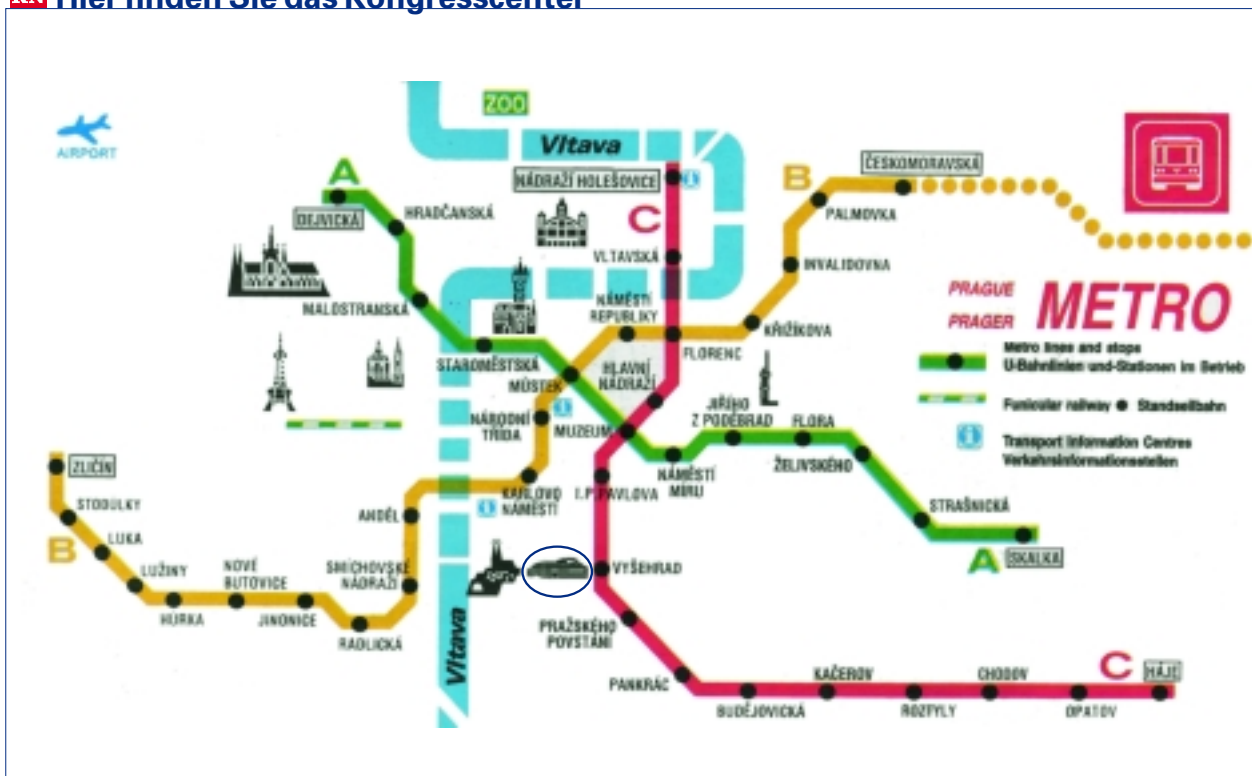 Hier finden Sie das Kongresscenter
ZOO
Vltava
AIRPORT
A
B
ČESKOMORAVSKÁ
NÁDRAŽÍ HOLEŠOVICE
DEJVICKÁ
HRADČANSKÁ
C
PALMOVKA
VLTAVSKÁ
INVALIDOVNA
MALOSTRANSKÁ
NÁMĚSTÍ
REPUBLIKY
KŘIŽÍKOVA
PRAGUE
PRAGER
METRO
STAROMĚSTSKÁ
FLORENC
Metro lines and stops
U-Bahnlinien und-Stationen im Betrieb
MŮSTEK
HLAVNÍ
NÁDRAŽÍ
Funicular railway ● Standseilbahn
NÁRODNÍ
TŘÍDA
MUZEUM
JIŘÍHO
Z PODĚBRAD
FLORA
Transport Information Centres
Verkehrsinformationsstellen
ZLIČÍN
ŽELIVSKÉHO
NÁMĚSTÍ
MÍRU
STODULKY
KARLOVO
NÁMĚSTÍ
I.P.PAVLOVA
STRAŠNICKÁ
ANDĚL
B
LUKA
A
SKALKA
LUŽINY
NOVÉ
BUTOVICE
SMÍCHOVSKÉ
NÁDRAŽÍ
VYŠEHRAD
HŮRKA
JINONICE
RADLICKÁ
Vltava
PRAŽSKÉHO
POVSTÁNÍ
PANKRÁC
KAČEROV
CHODOV
C
HÁJE
BUDĚJOVICKÁ
ROZTYLY
OPATOV